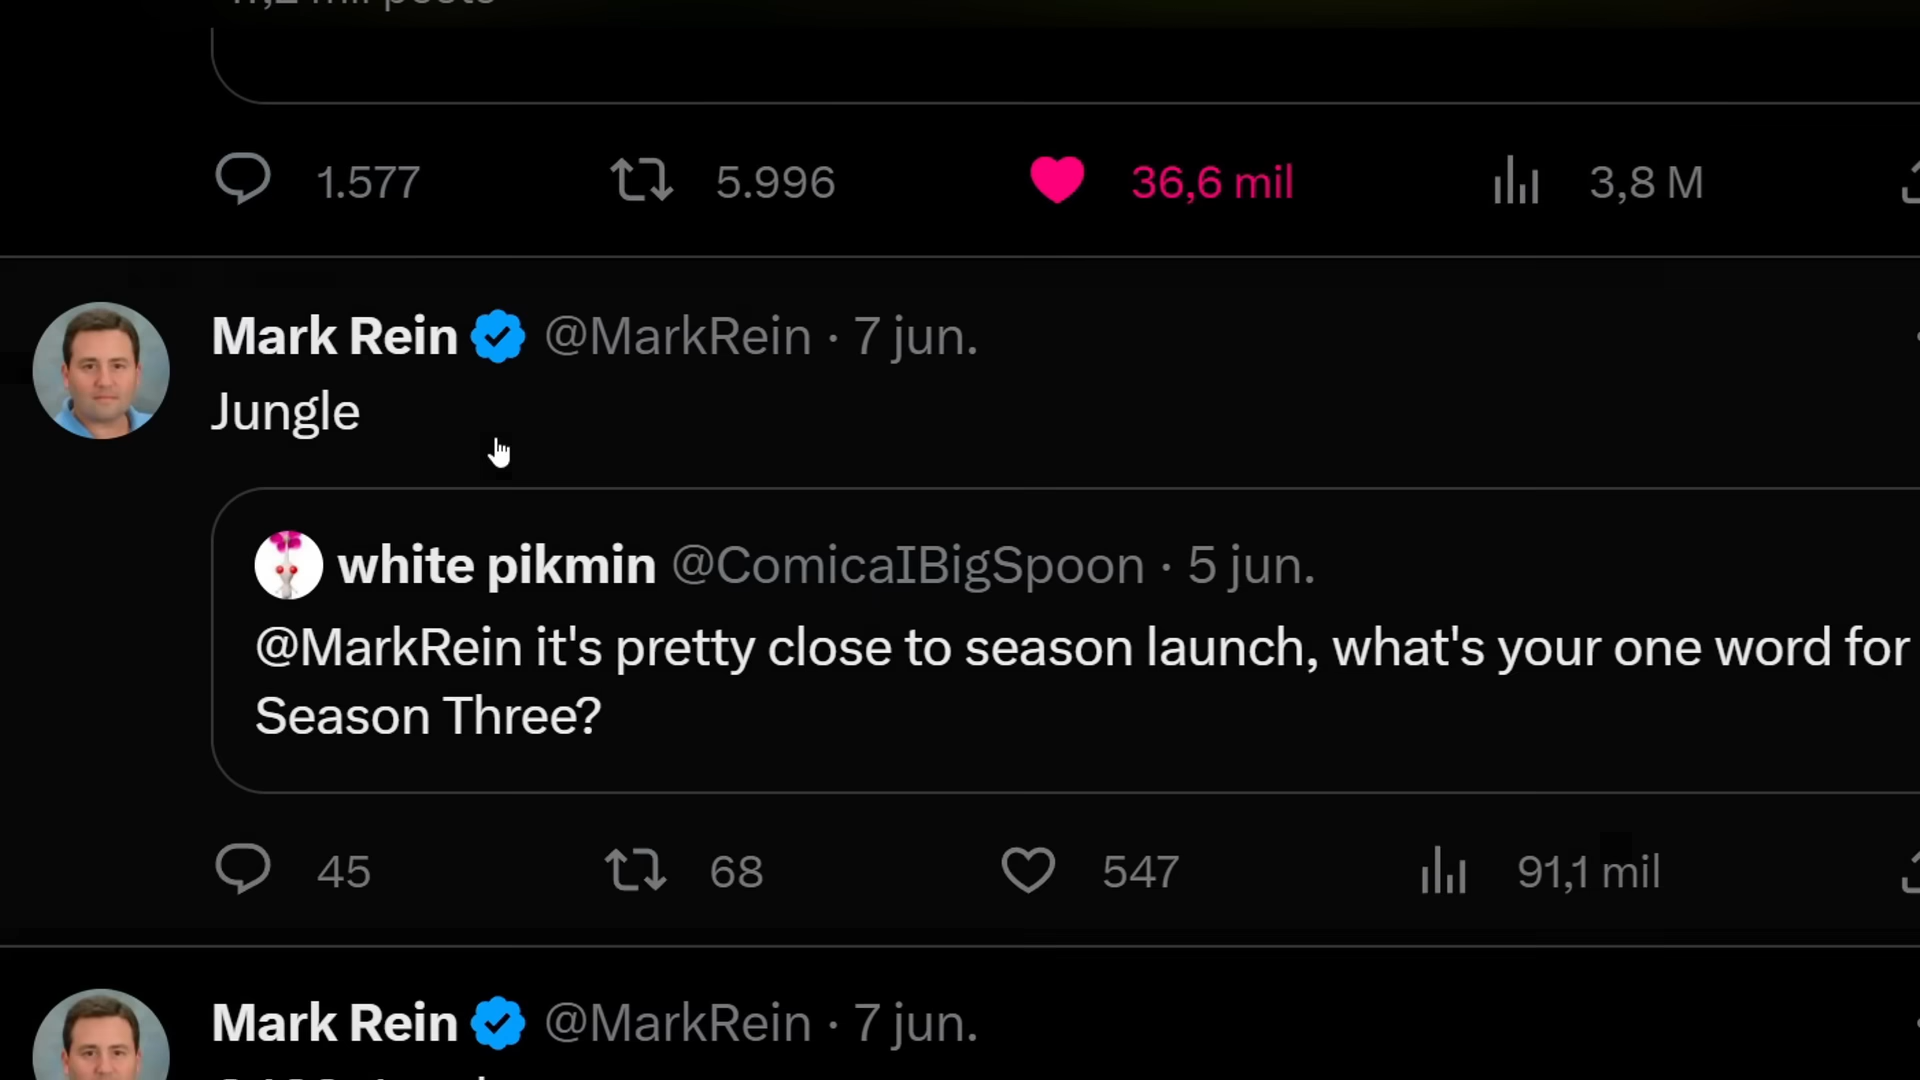 1.577 5.996 36,6 mil 3,8 M
Mark Rein @MarkRein · 7 jun.
Jungle
white pikmin @ComicaIBigSpoon · 5 jun.
@MarkRein it's pretty close to season launch, what's your one word for
Season Three?
45 68 547 91,1 mil
Mark Rein @MarkRein · 7 jun.